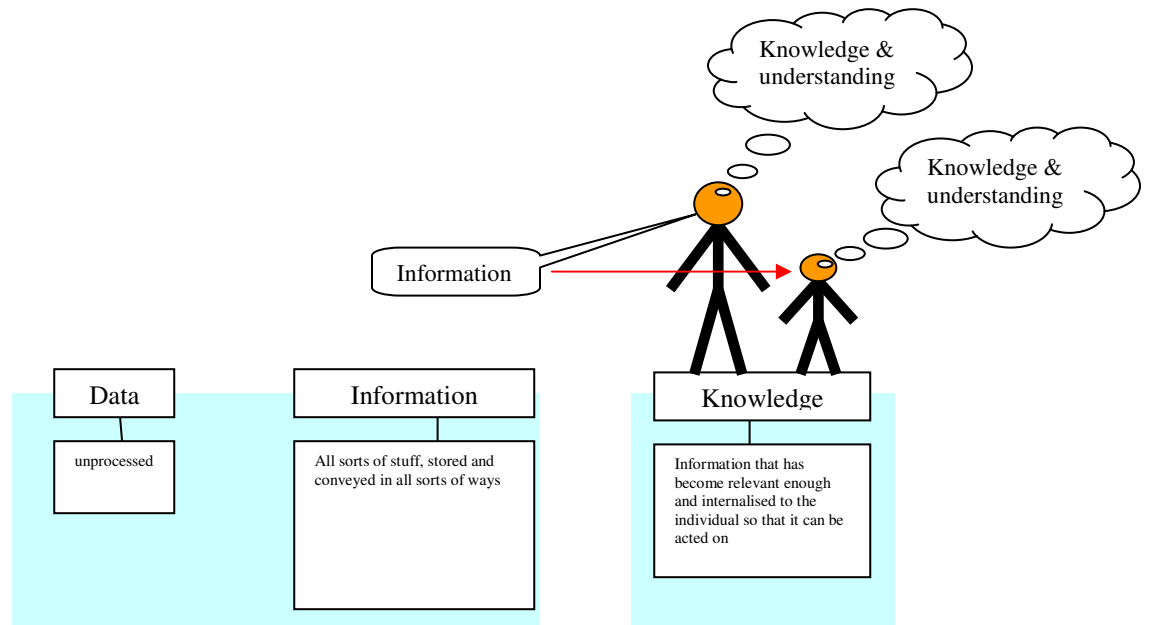 Knowledge &
understanding
Knowledge &
understanding
Information
Data
Information
Knowledge
unprocessed
All sorts of stuff, stored and
conveyed in all sorts of ways
Information that has
become relevant enough
and internalised to the
individual so that it can be
acted on